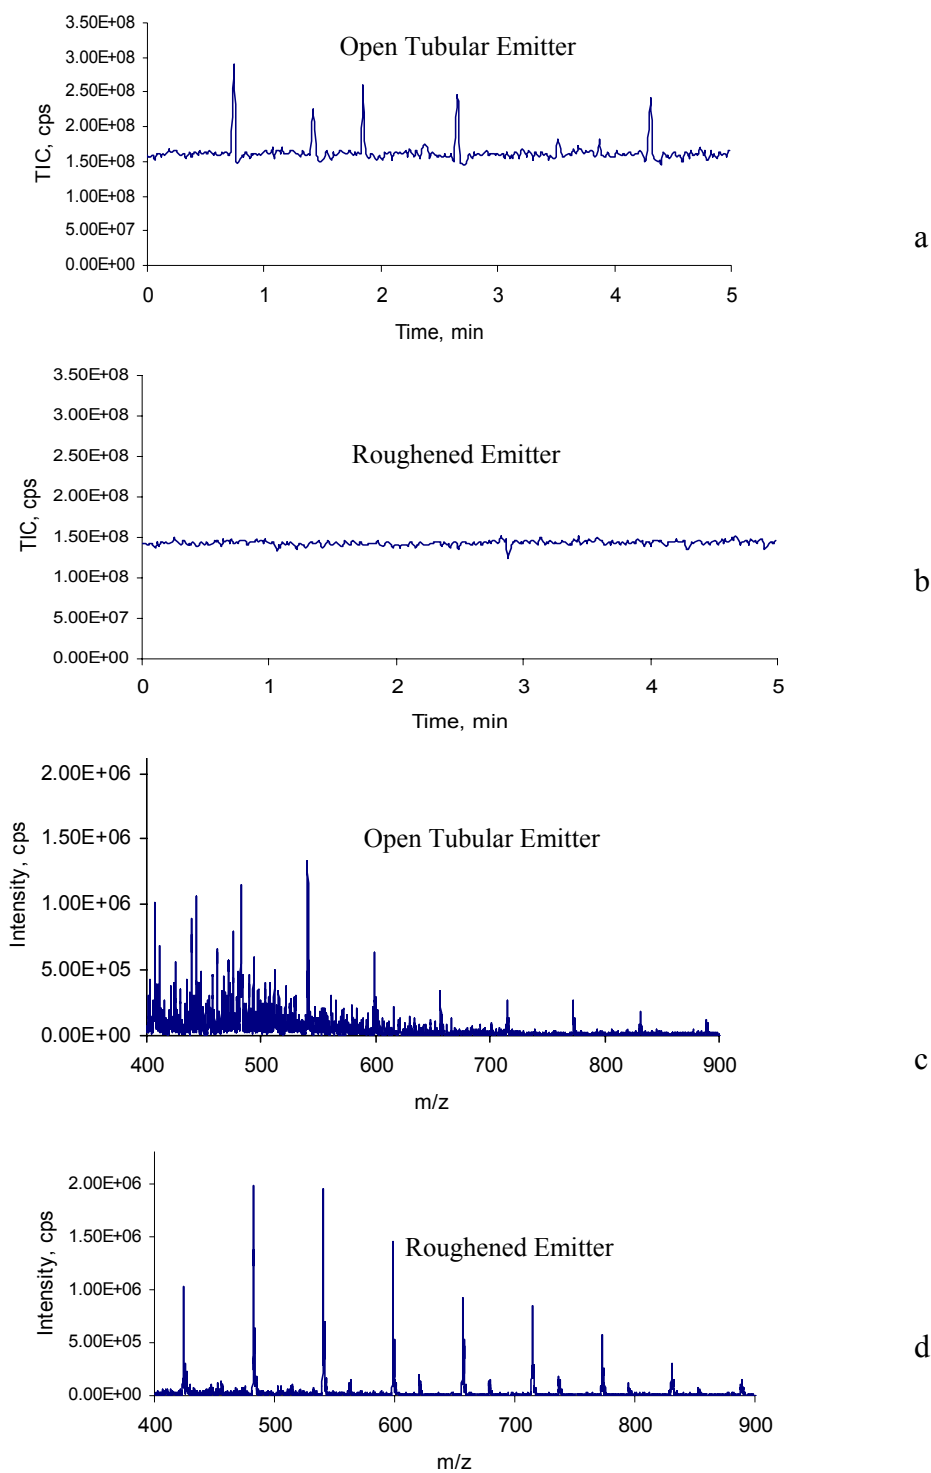 3.50E+08
3.00E+08
2.50E+08
2.00E+08
1.50E+08
1.00E+08
5.00E+07
0.00E+00
TIC, cps
Open Tubular Emitter
0 1 2 3 4 5
Time, min
a
3.50E+08
3.00E+08
2.50E+08
2.00E+08
1.50E+08
1.00E+08
5.00E+07
0.00E+00
TIC, cps
Roughened Emitter
0 1 2 3 4 5
Time, min
b
2.00E+06
1.50E+06
1.00E+06
5.00E+05
0.00E+00
Intensity, cps
Open Tubular Emitter
400 500 600 700 800 900
m/z
c
2.00E+06
1.50E+06
1.00E+06
5.00E+05
0.00E+00
Intensity, cps
Roughened Emitter
400 500 600 700 800 900
m/z
d